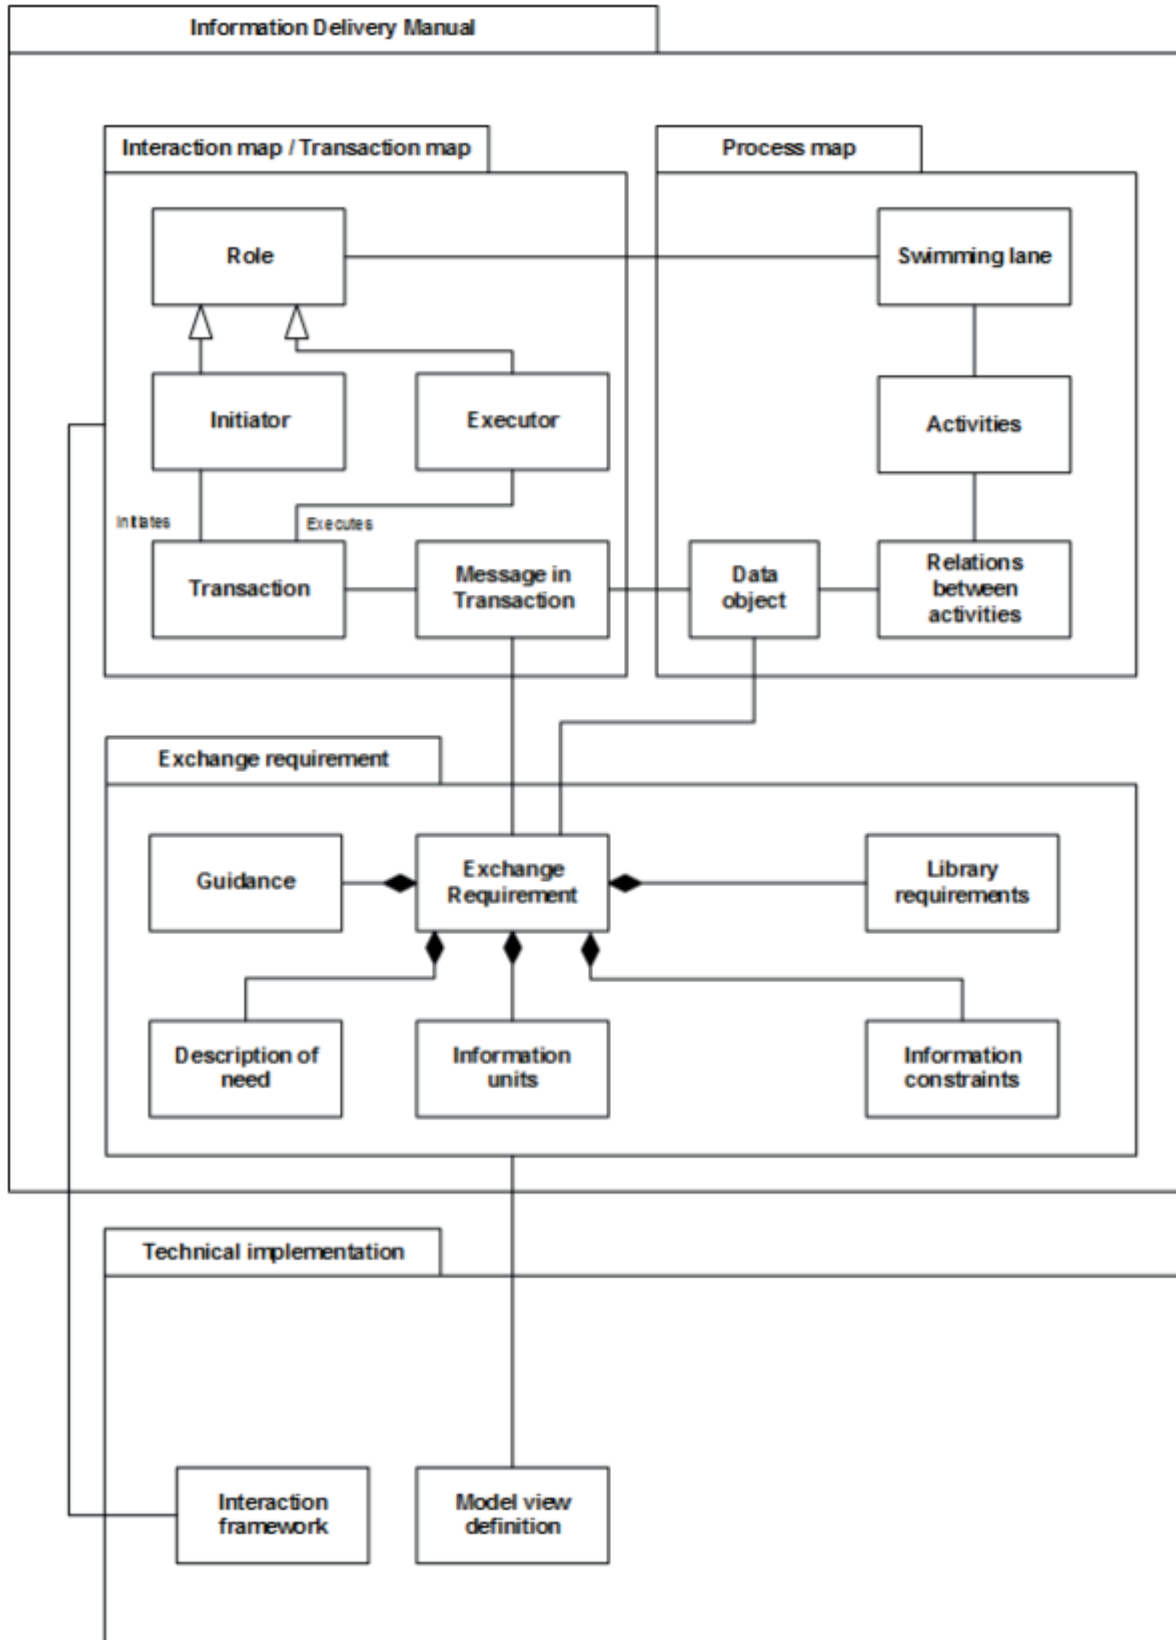 Information Delivery Manual
Interaction map / Transaction map
Process map
Role
Swimming lane
Initiator
Executor
Activities
Initiates
Executes
Transaction
Message in
Transaction
Data
object
Relations
between
activities
Exchange requirement
Guidance
Exchange
Requirement
Library
requirements
Description of
need
Information
units
Information
constraints
Technical implementation
Interaction
framework
Model view
definition